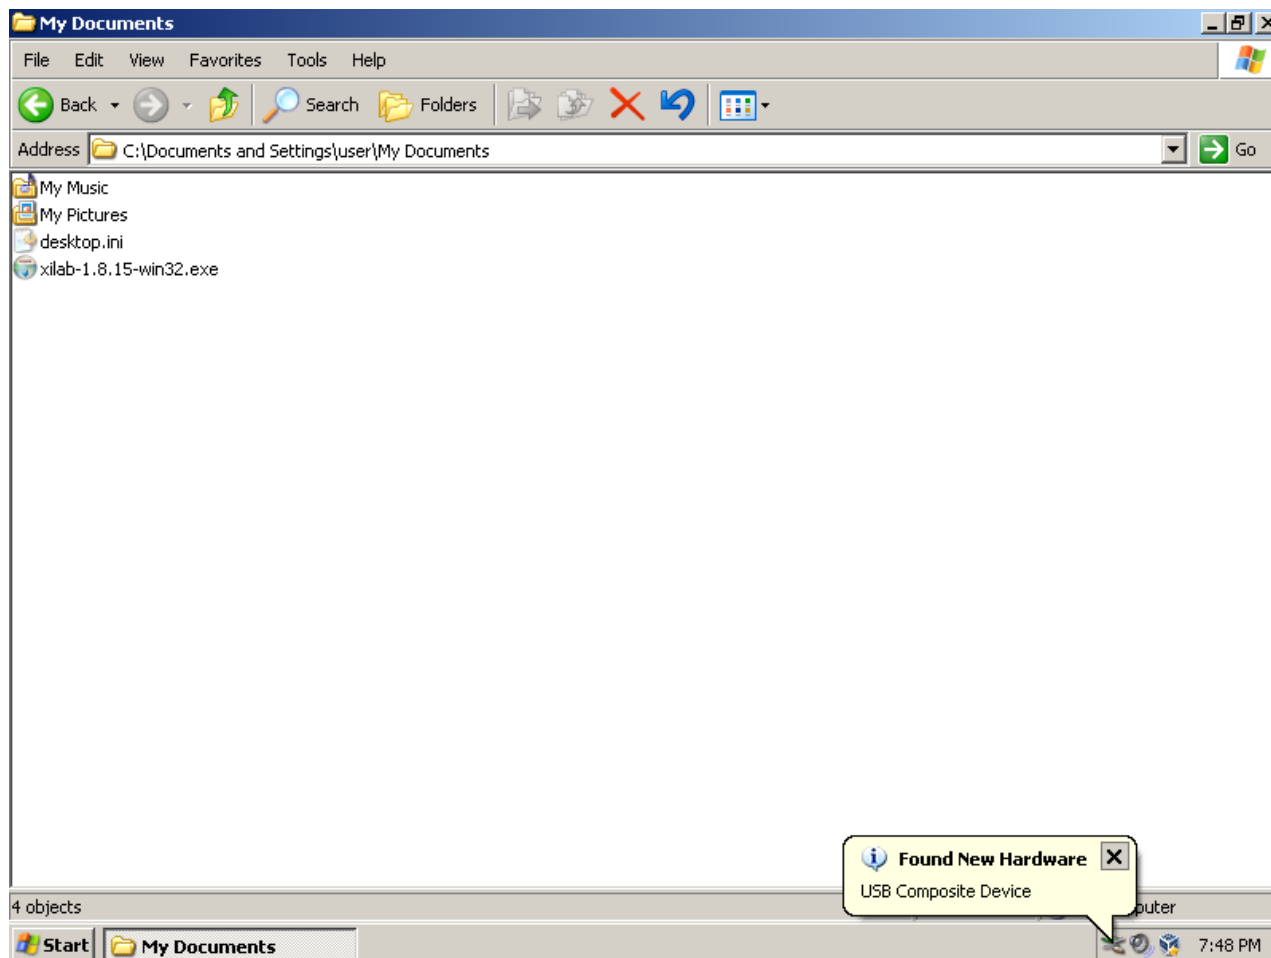 My Documents
File Edit View Favorites Tools Help
Back Search Folders
Address C:\Documents and Settings\user\My Documents Go
My Music
My Pictures
desktop.ini
xilab-1.8.15-win32.exe
Found New Hardware
USB Composite Device
4 objects
Start My Documents 7:48 PM